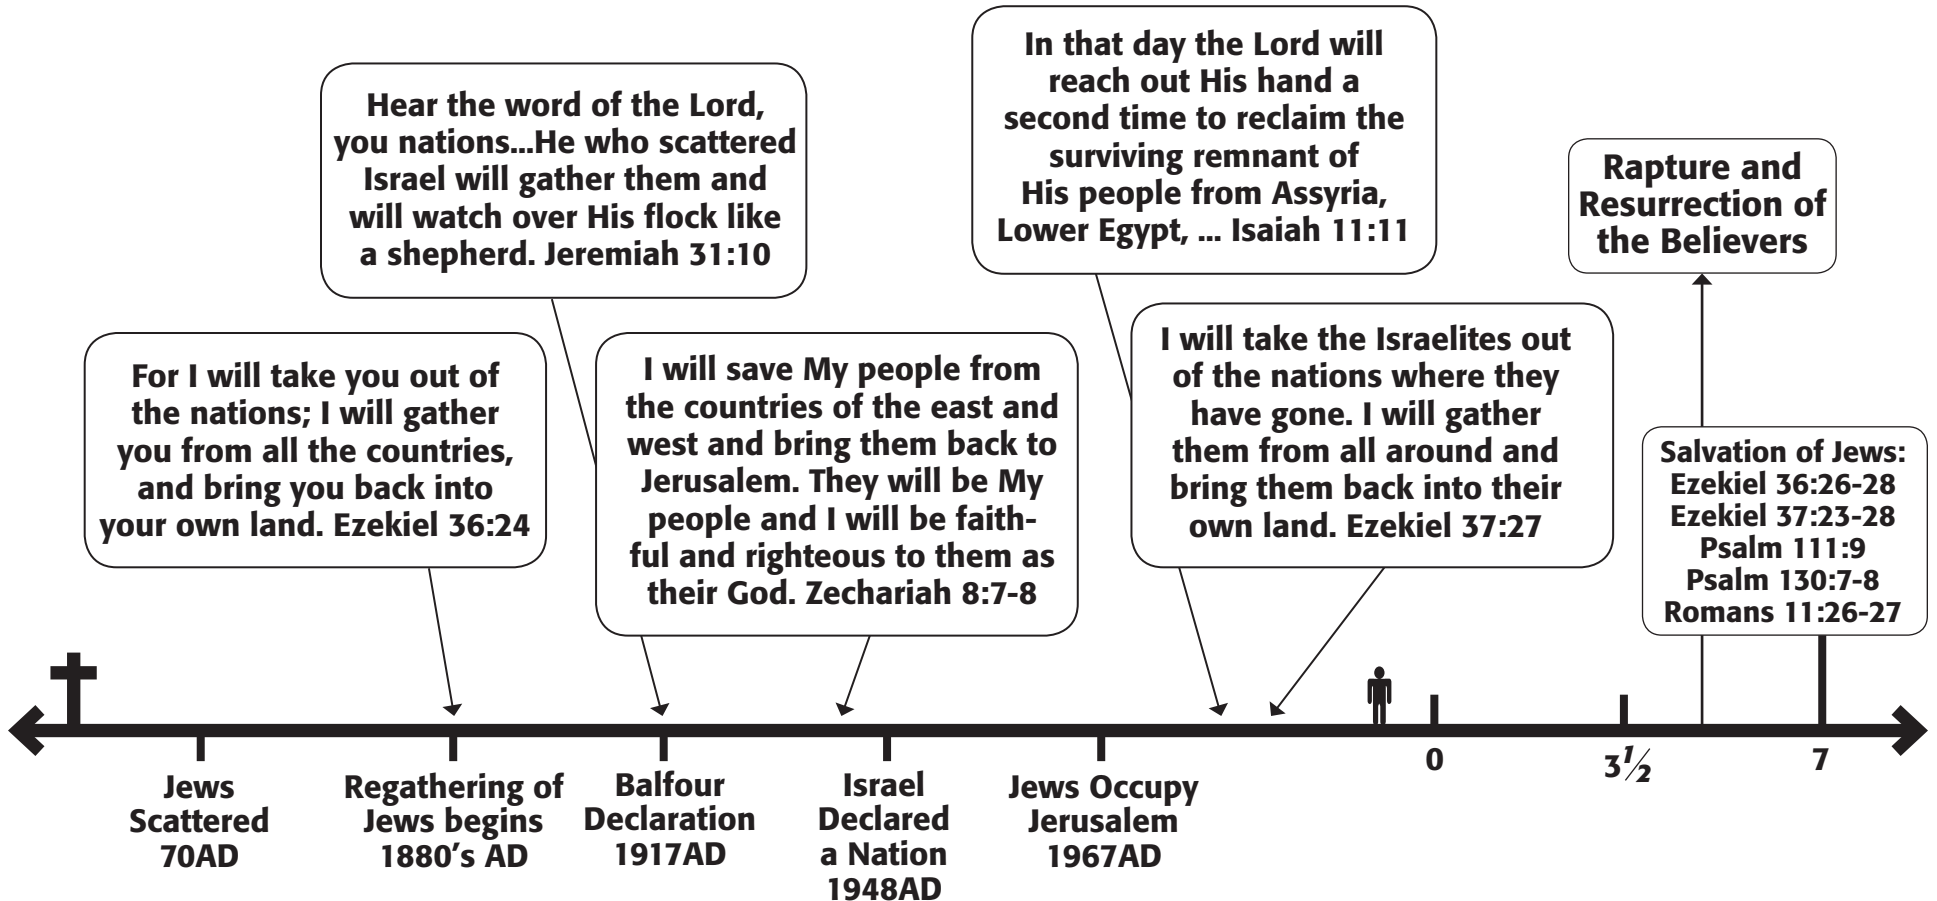 In that day the Lord will
reach out His hand a
second time to reclaim the
surviving remnant of
His people from Assyria,
Lower Egypt, ... Isaiah 11:11
Hear the word of the Lord,
you nations...He who scattered
Israel will gather them and
will watch over His flock like
a shepherd. Jeremiah 31:10
Rapture and
Resurrection of
the Believers
For I will take you out of
the nations; I will gather
you from all the countries,
and bring you back into
your own land. Ezekiel 36:24
I will save My people from
the countries of the east and
west and bring them back to
Jerusalem. They will be My
people and I will be faith-
ful and righteous to them as
their God. Zechariah 8:7-8
I will take the Israelites out
of the nations where they
have gone. I will gather
them from all around and
bring them back into their
own land. Ezekiel 37:27
Salvation of Jews:
Ezekiel 36:26-28
Ezekiel 37:23-28
Psalm 111:9
Psalm 130:7-8
Romans 11:26-27
Jews
Scattered
70AD
Regathering of
Jews begins
1880's AD
Balfour
Declaration
1917AD
Israel
Declared
a Nation
1948AD
Jews Occupy
Jerusalem
1967AD
0
3 1/2
7